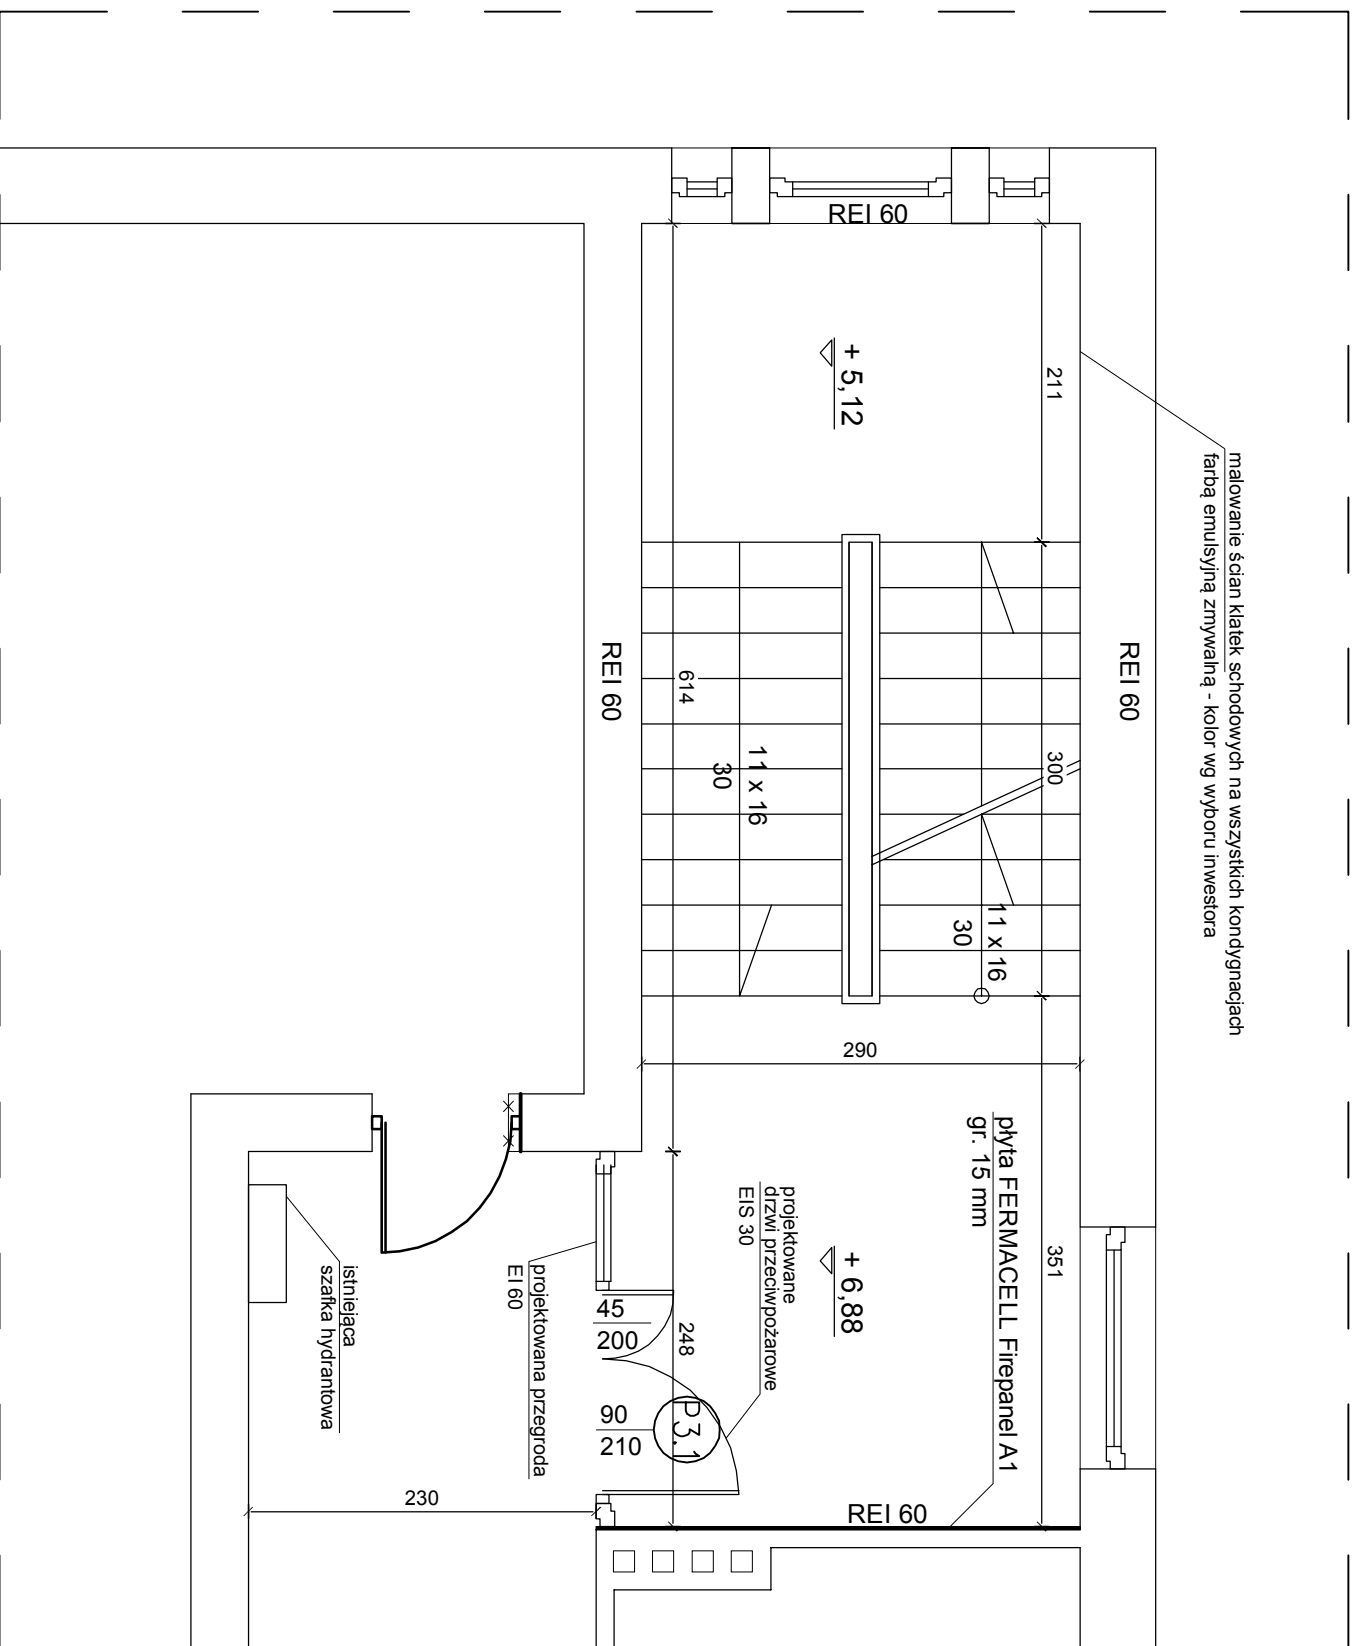 REI 60
+ 5,12
211
malowanie ścian klatek schodowych na wszystkich kondygnacjach
farbą emulsyjną zmywalną - kolor wg wyboru inwestora
REI 60
REI 60
614
300
11 x 16
30
11 x 16
30
290
płyta FERMACELL Firepanel A1
gr. 15 mm
projektowane
drzwi przeciwpożarowe
EIS 30
+ 6,88
351
projektowana przegroda
EI 60
istniejąca
szafka hydrantowa
45
200
248
90
210
P3.1
230
REI 60